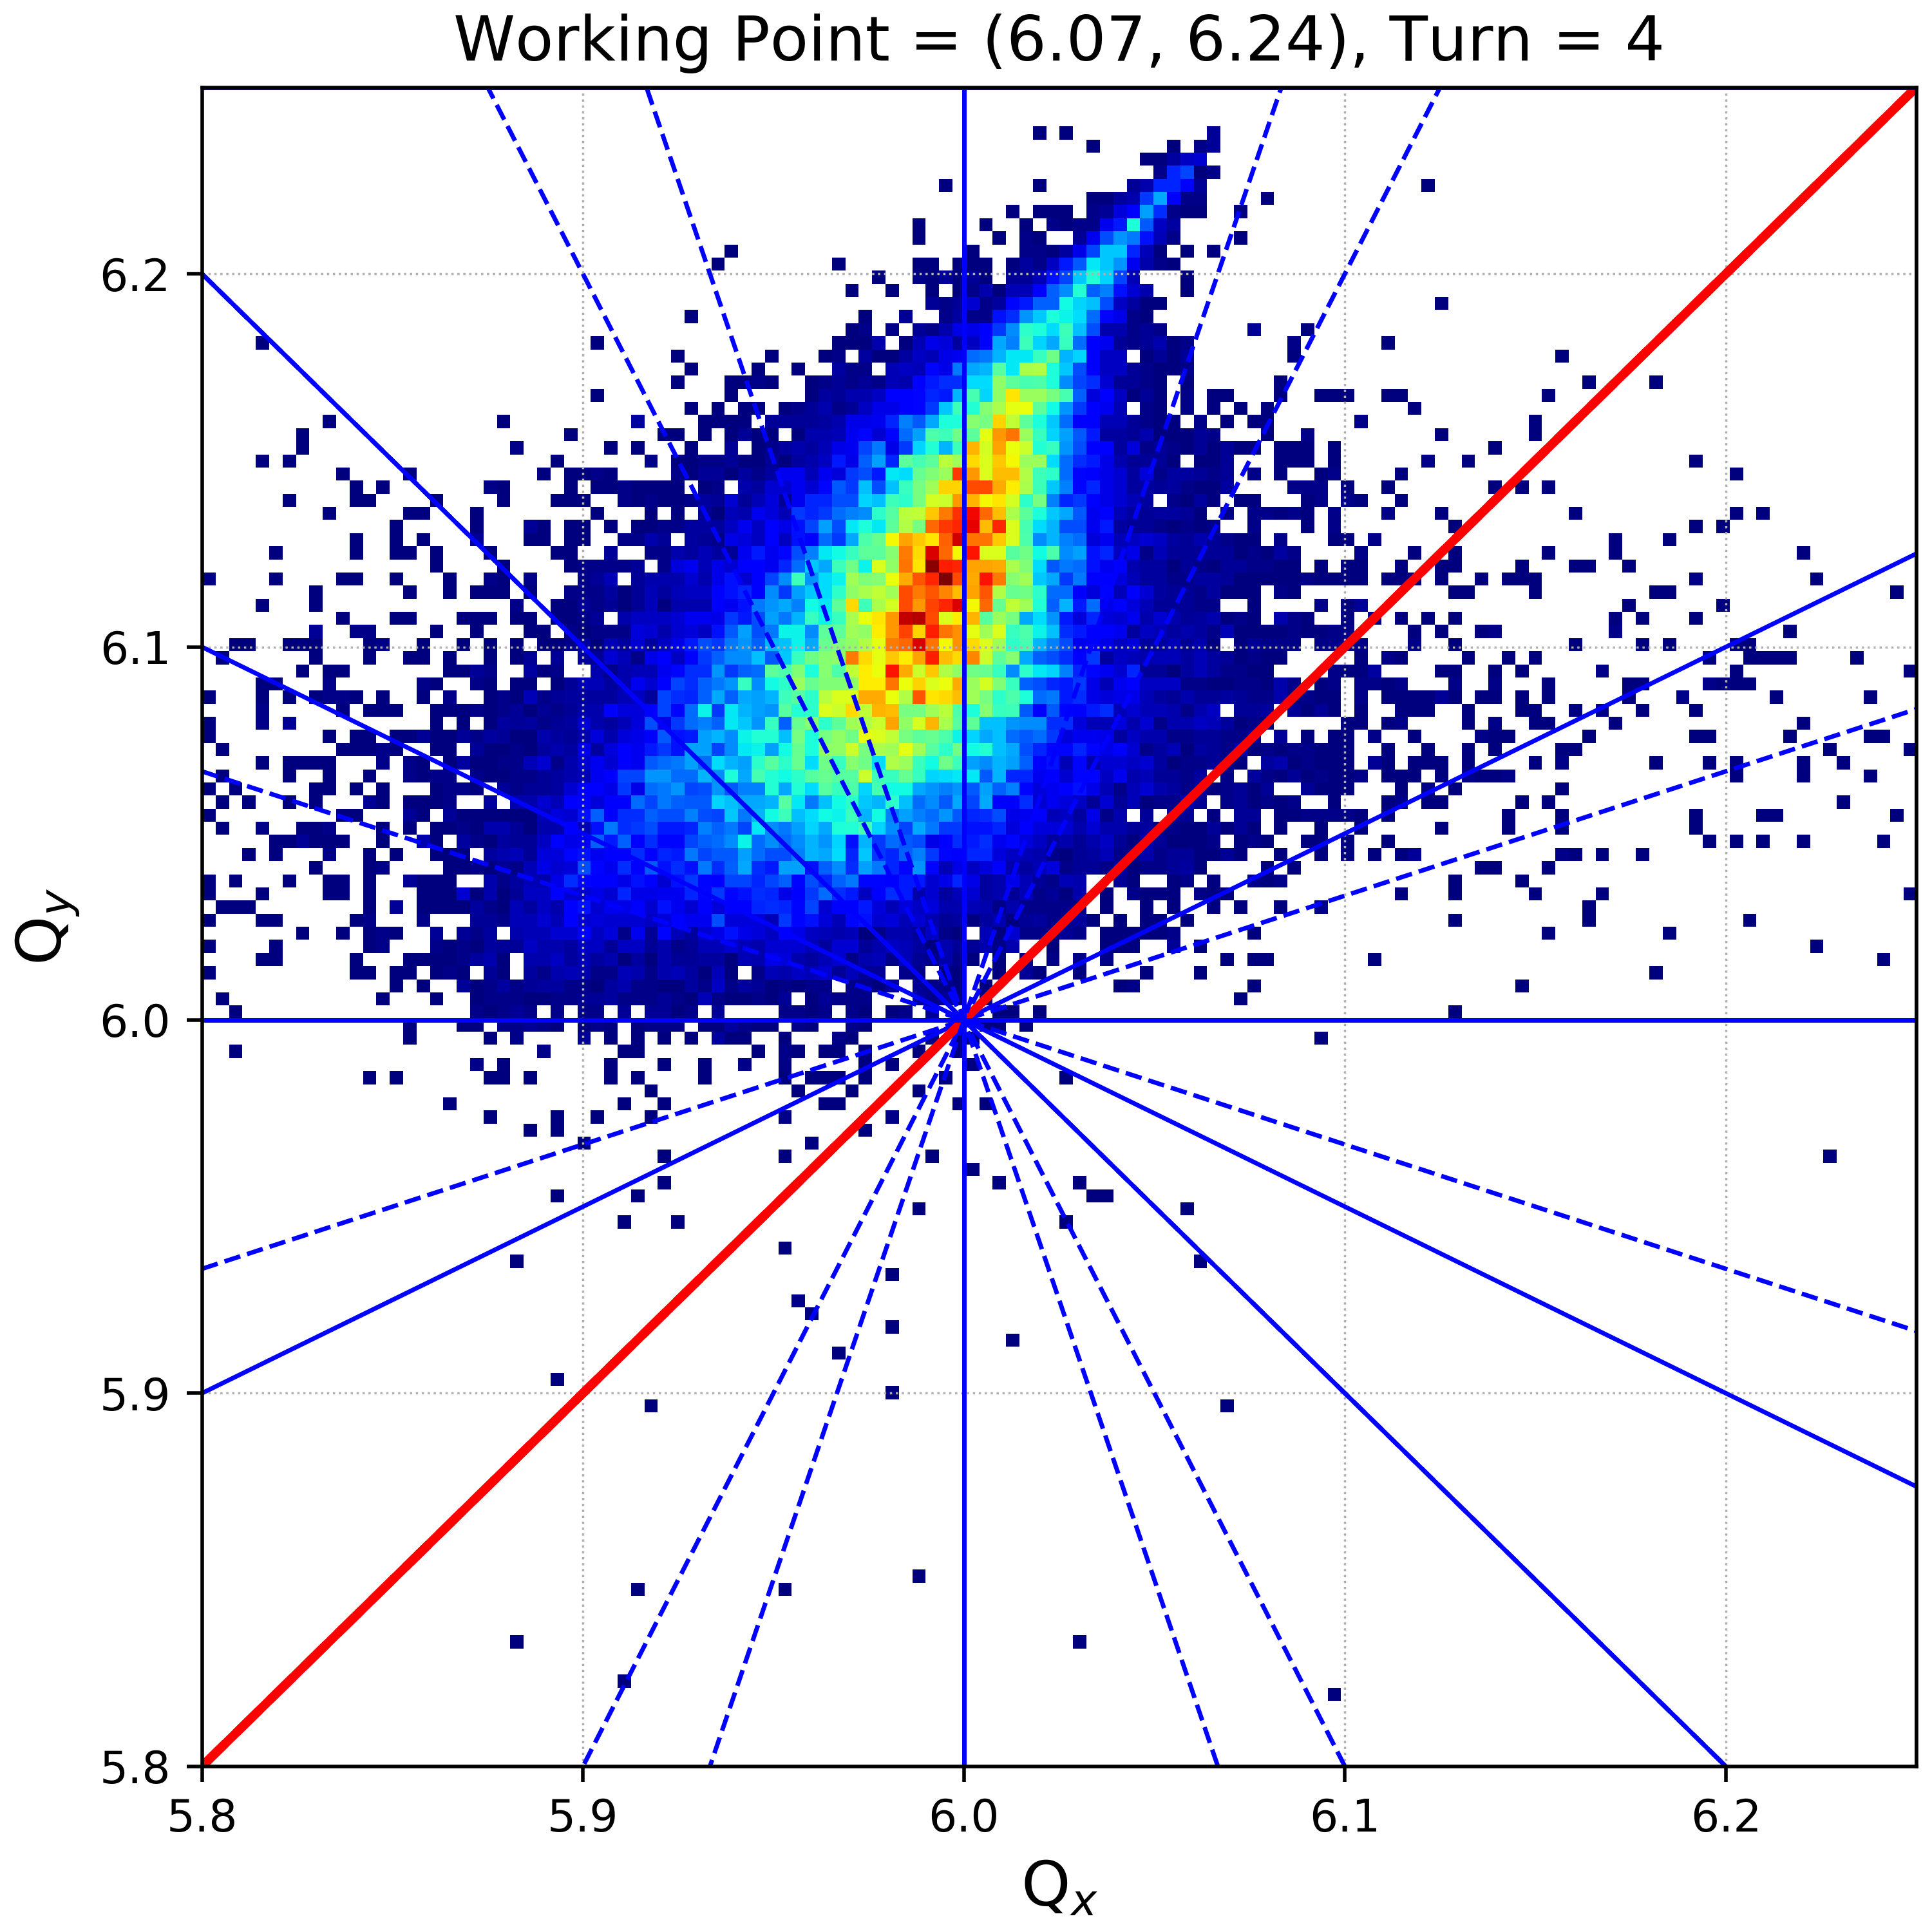 Working Point = (6.07, 6.24), Turn = 4
6.2
6.1
6.0
5.9
5.8
Qy
5.8 5.9 6.0 6.1 6.2
Qx